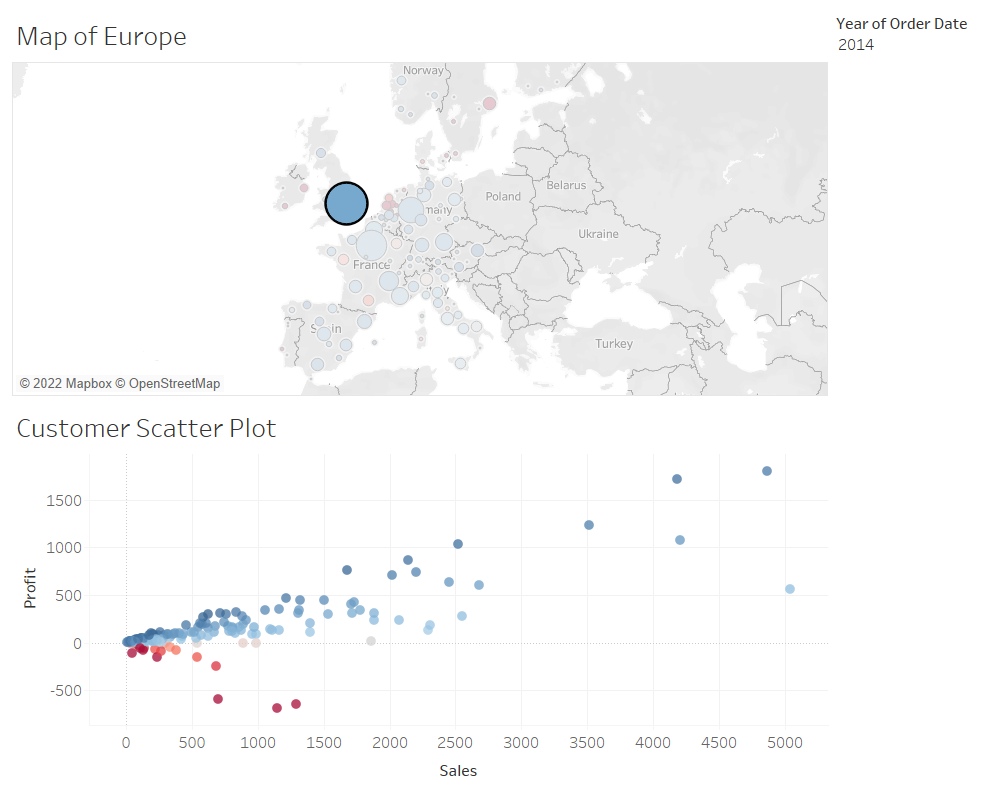 Map of Europe
Year of Order Date
2014
Norway
Poland
Belarus
Ukraine
France
Spain
Turkey
© 2022 Mapbox © OpenStreetMap
Customer Scatter Plot
1500
1000
500
0
-500
Profit
0 500 1000 1500 2000 2500 3000 3500 4000 4500 5000
Sales